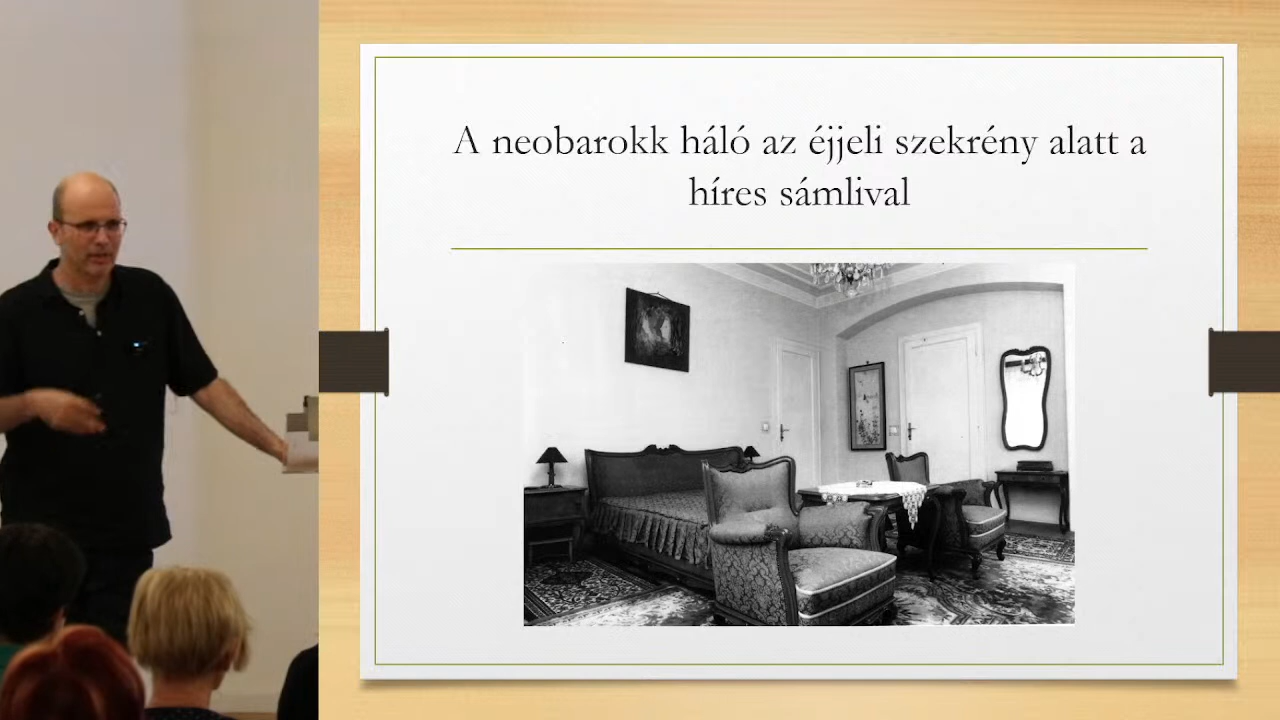 A neobarokk háló az éjjeli szekrény alatt a
híres sámlival